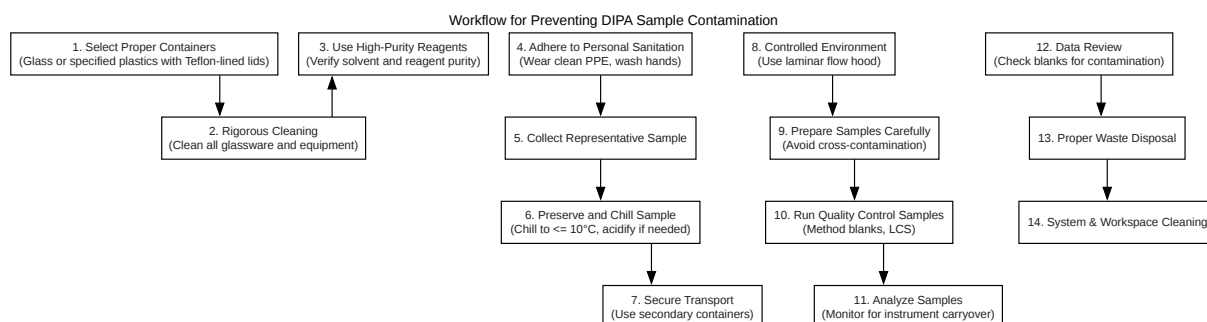 Workflow for Preventing DIPA Sample Contamination
1. Select Proper Containers
(Glass or specified plastics with Teflon-lined lids)
2. Rigorous Cleaning
(Clean all glassware and equipment)
3. Use High-Purity Reagents
(Verify solvent and reagent purity)
4. Adhere to Personal Sanitation
(Wear clean PPE, wash hands)
5. Collect Representative Sample
6. Preserve and Chill Sample
(Chill to <= 10°C, acidify if needed)
7. Secure Transport
(Use secondary containers)
8. Controlled Environment
(Use laminar flow hood)
9. Prepare Samples Carefully
(Avoid cross-contamination)
10. Run Quality Control Samples
(Method blanks, LCS)
11. Analyze Samples
(Monitor for instrument carryover)
12. Data Review
(Check blanks for contamination)
13. Proper Waste Disposal
14. System & Workspace Cleaning